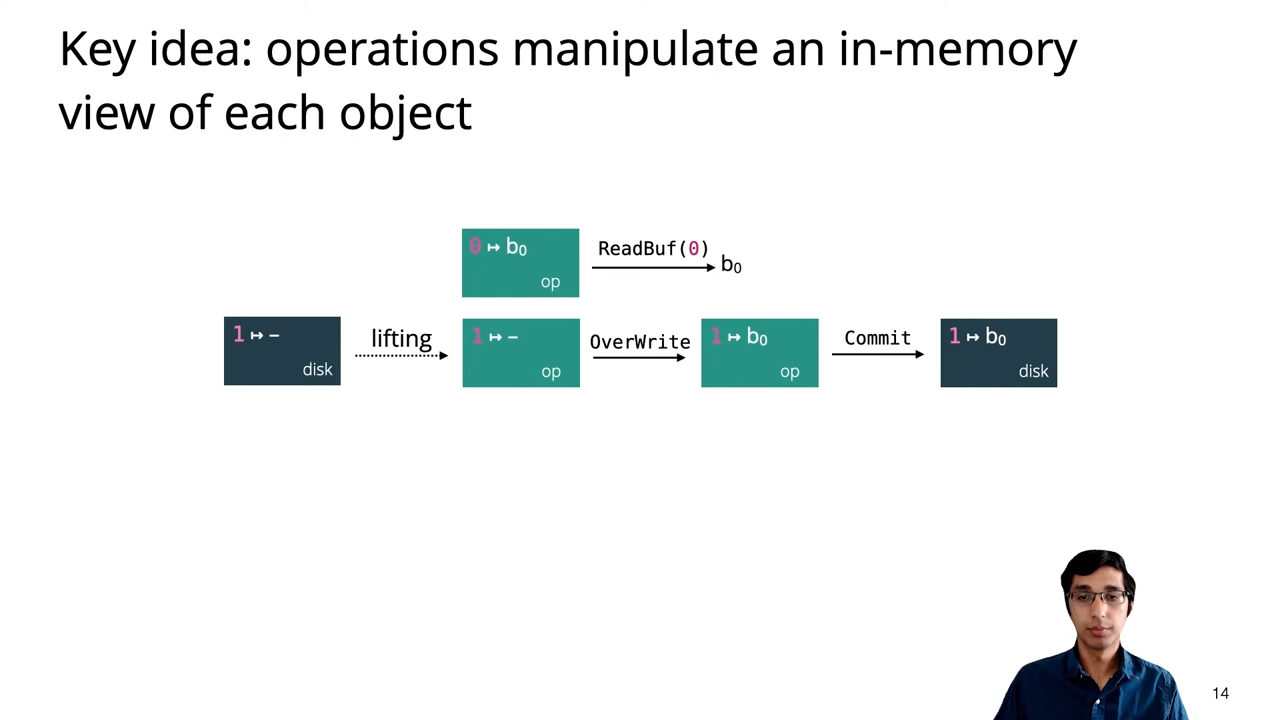 Key idea: operations manipulate an in-memory
view of each object
0 ↦ b₀
op
ReadBuf(0)
b₀
1 ↦ –
disk
lifting
1 ↦ –
op
OverWrite
1 ↦ b₀
op
Commit
1 ↦ b₀
disk
14